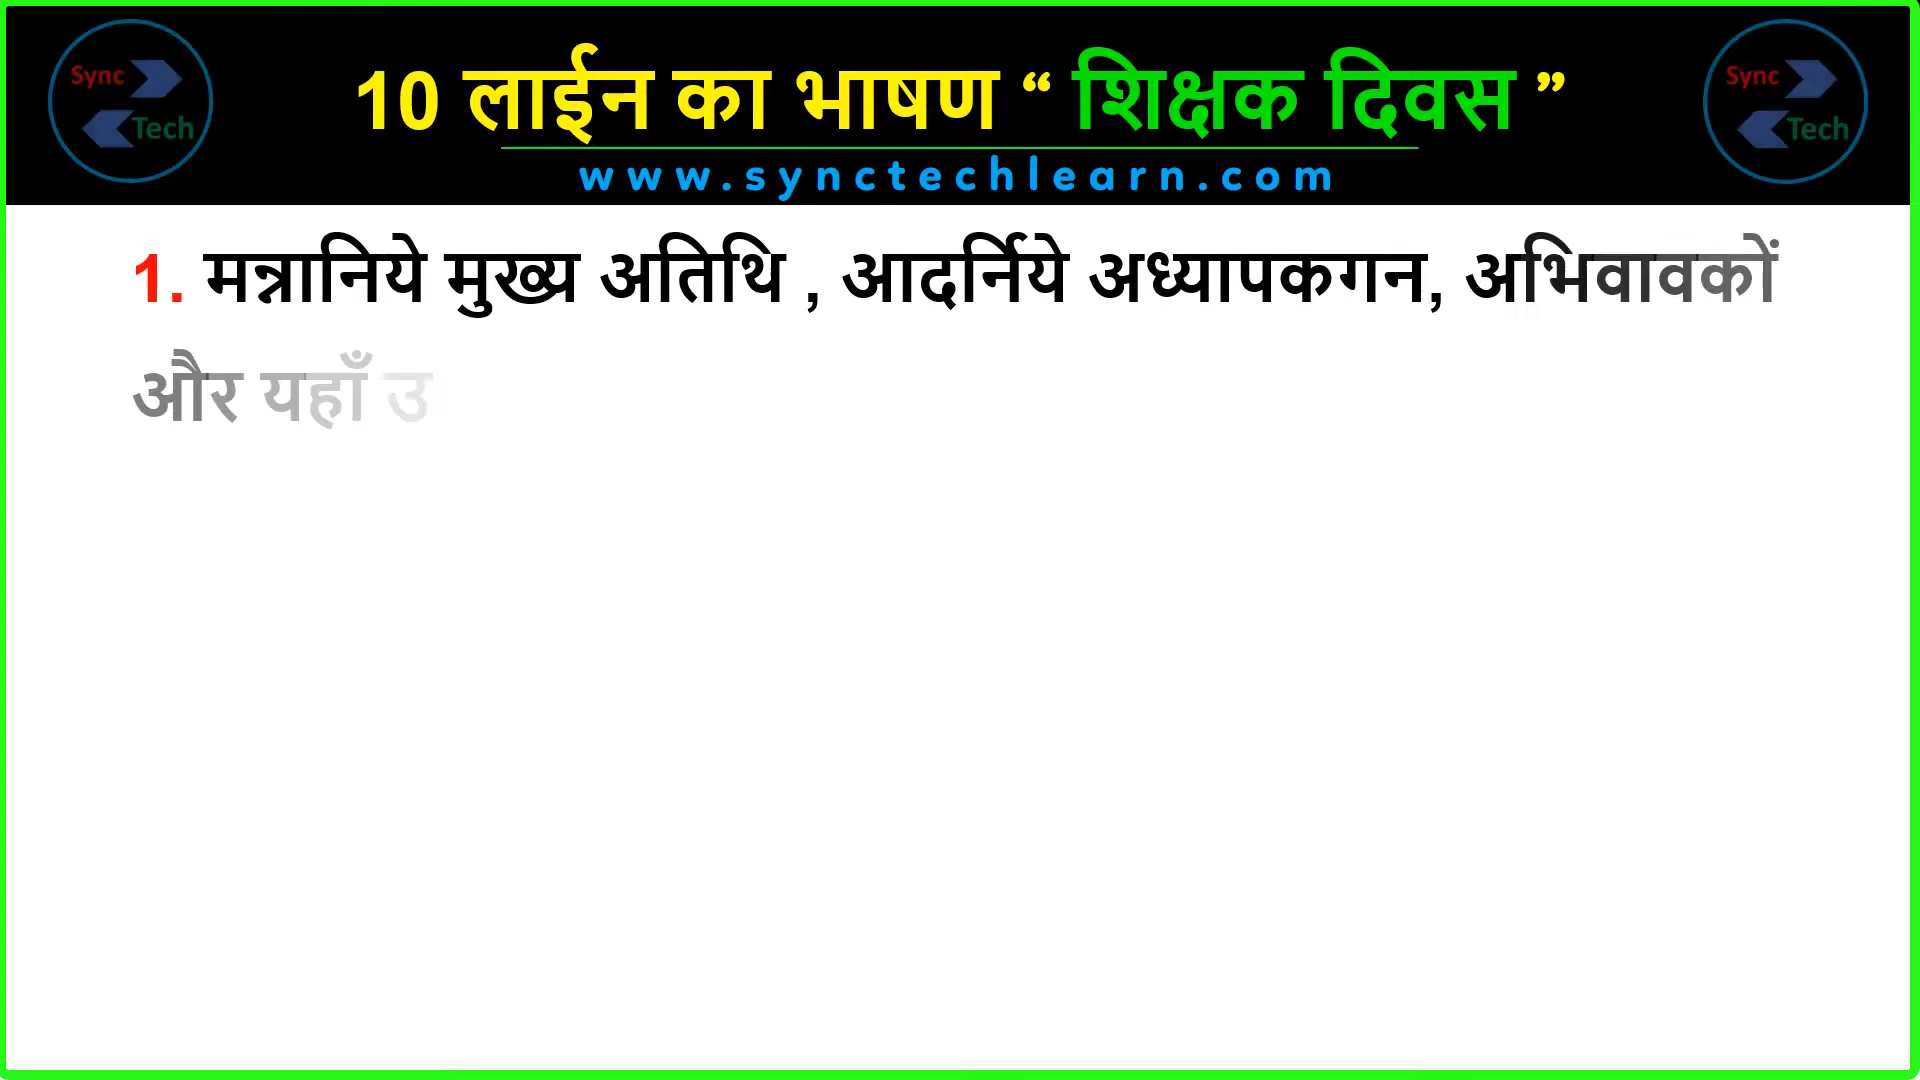 Sync
Tech
10 लाईन का भाषण “ शिक्षक दिवस ”
www.synctechlearn.com
Sync
Tech
1. मन्नानिये मुख्य अतिथि , आदर्निये अध्यापकगन, अभिवावकों
और यहाँ उ